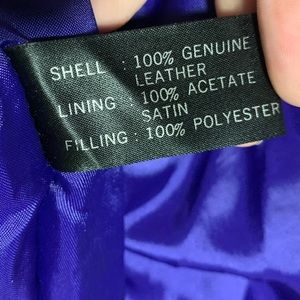 SHELL : 100% GENUINE
LEATHER
LINING : 100% ACETATE
SATIN
FILLING : 100% POLYESTER